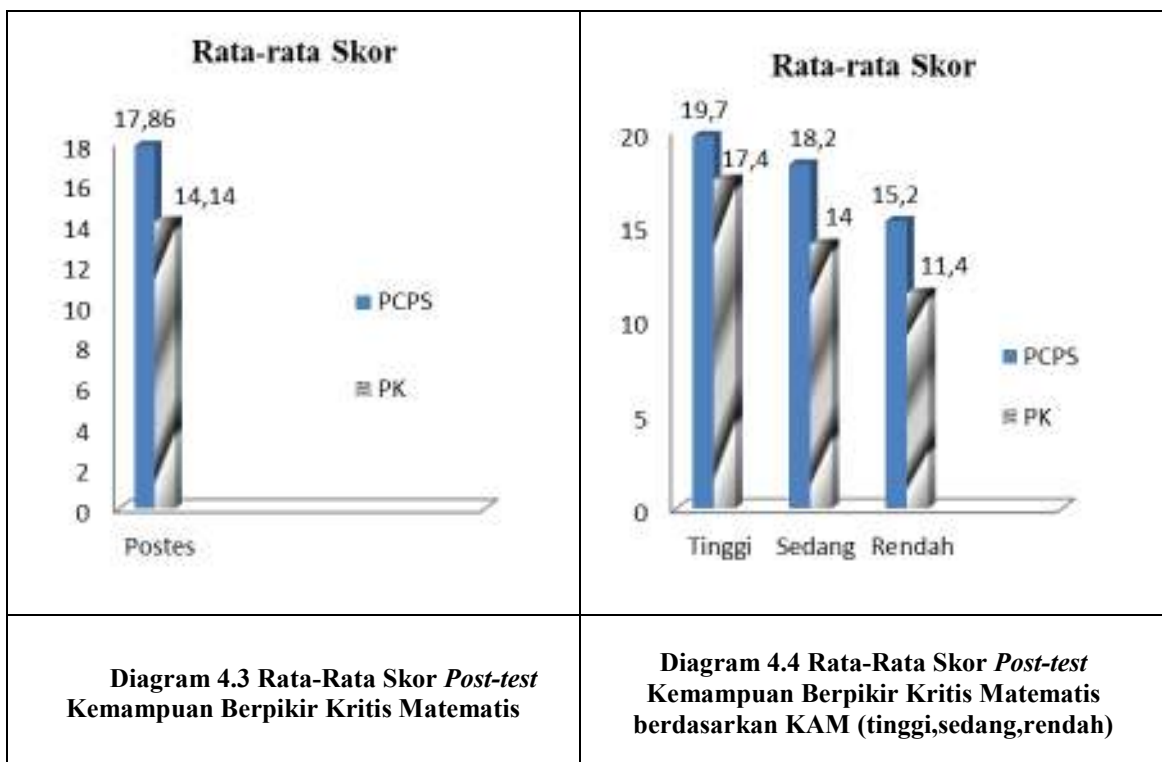 Rata-rata Skor
17,86
18
16
14,14
14
12
10
8
6
4
2
0
PCPS
PK
Postes
Rata-rata Skor
19,7
20
18,2
17,4
15,2
15
14
11,4
10
5
0
PCPS
PK
Tinggi Sedang Rendah
Diagram 4.3 Rata-Rata Skor Post-test
Kemampuan Berpikir Kritis Matematis
Diagram 4.4 Rata-Rata Skor Post-test
Kemampuan Berpikir Kritis Matematis
berdasarkan KAM (tinggi,sedang,rendah)